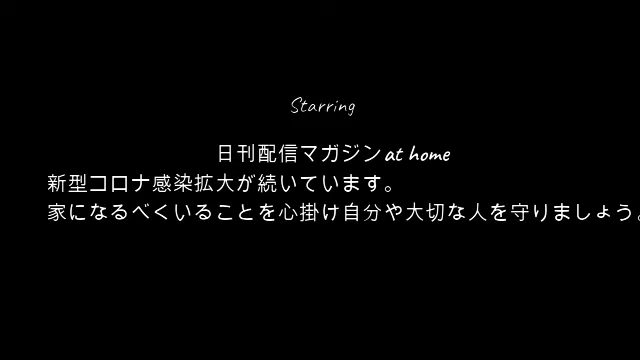 Starring
日刊配信マガジンat home
新型コロナ感染拡大が続いています。
家になるべくいることを心掛け自分や大切な人を守りましょう。